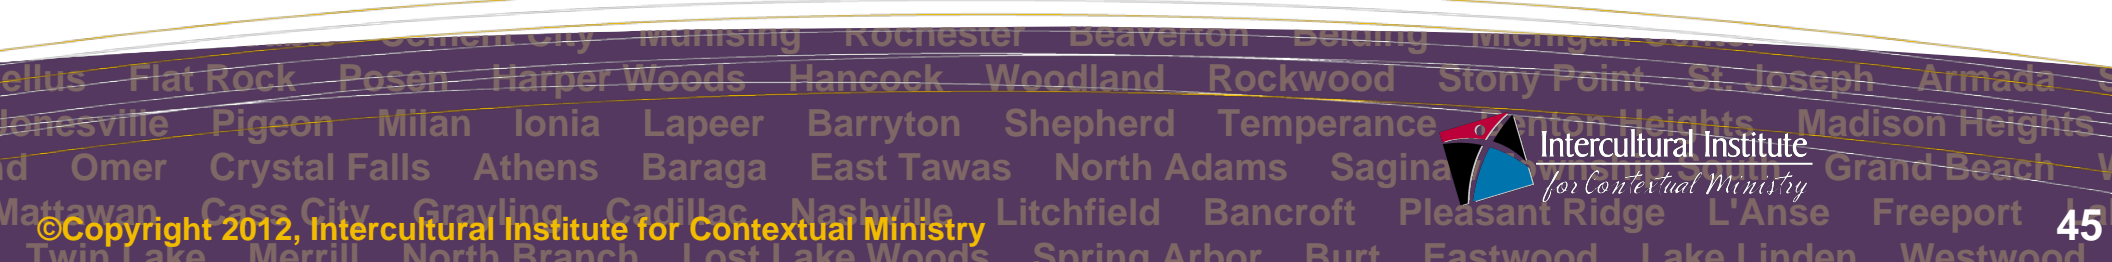 Cement City Munising Rochester Beaverton Belding Michigan
Flat Rock Posen Harper Woods Hancock Woodland Rockwood Stony Point St. Joseph Armada
Jonesville Pigeon Milan Ionia Lapeer Barryton Shepherd Temperance Heights Madison Heights
Omer Crystal Falls Athens Baraga East Tawas North Adams Grand Beach
Intercultural Institute
for Contextual Ministry
Mattawan Cass City Grayling Cadillac Nashville Litchfield Bancroft Pleasant Ridge L'Anse Freeport
©Copyright 2012, Intercultural Institute for Contextual Ministry
45
Twin Lake Merrill North Branch Lost Lake Woods Spring Arbor Burt Eastwood Lake Linden Westwood